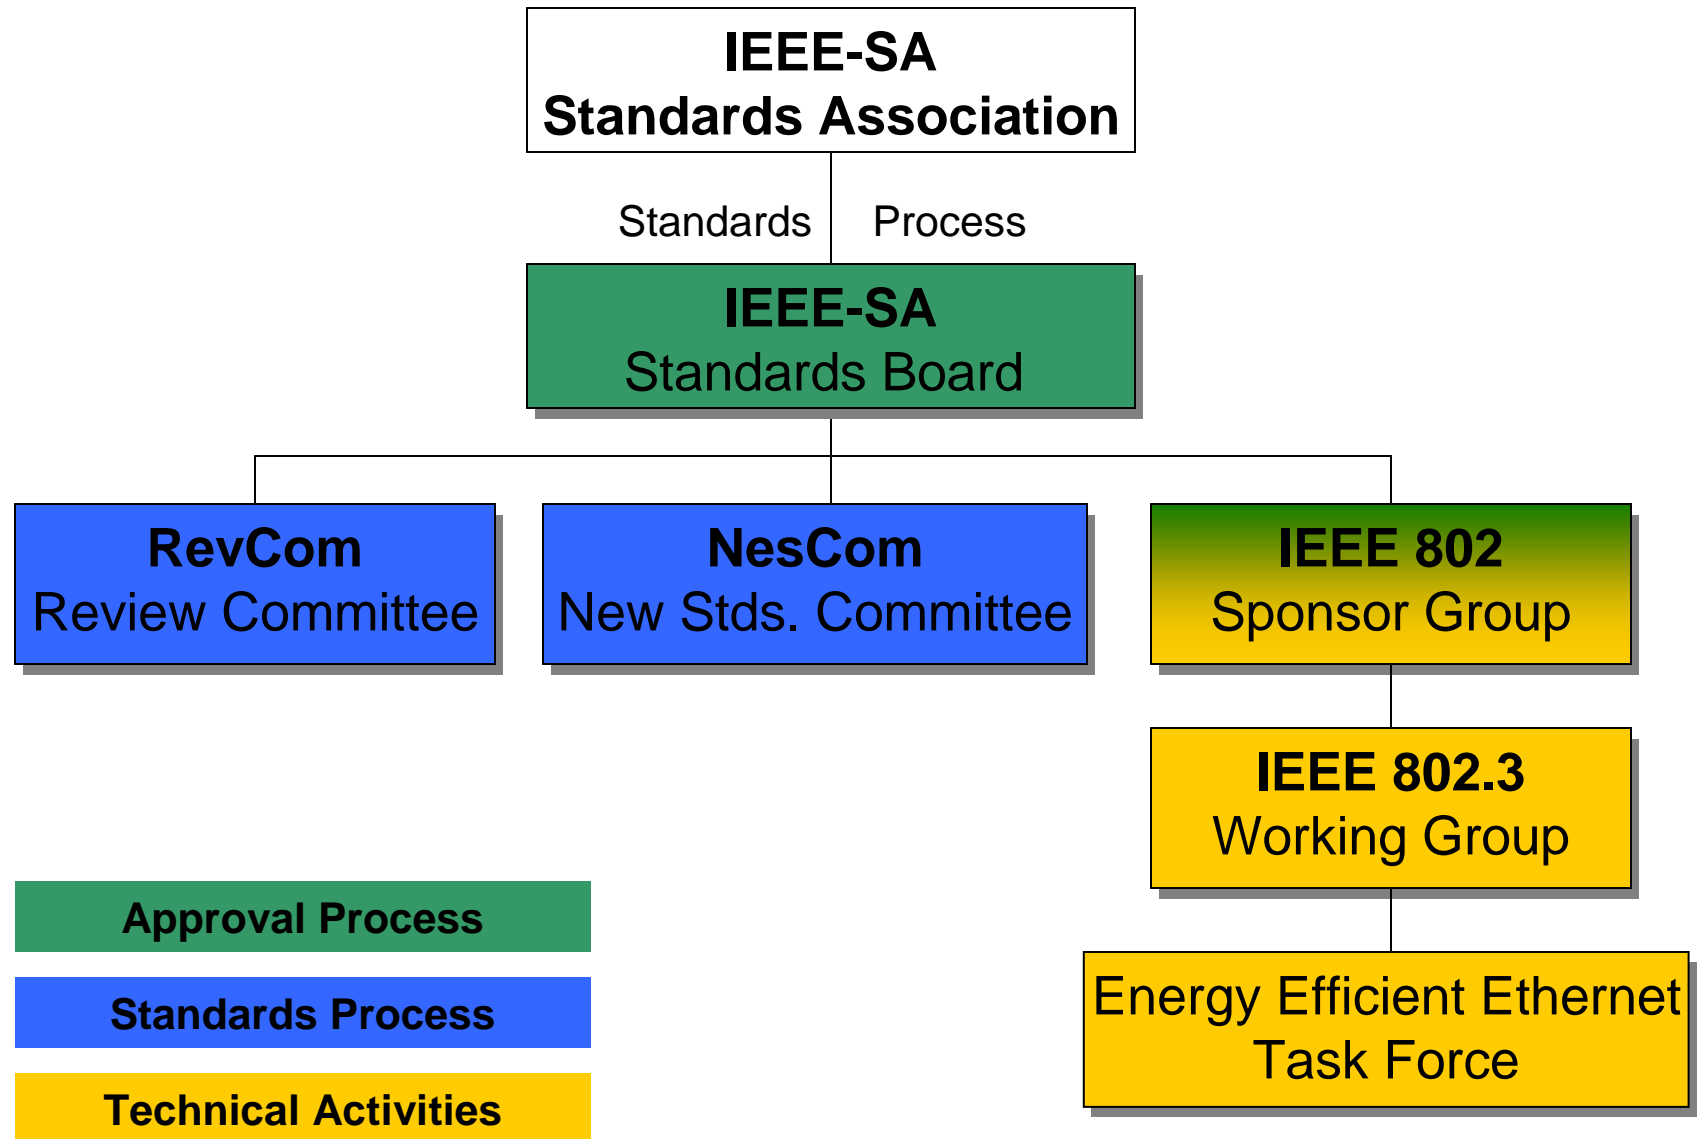 IEEE-SA
Standards Association
Standards Process
IEEE-SA
Standards Board
RevCom
Review Committee
NesCom
New Stds. Committee
IEEE 802
Sponsor Group
IEEE 802.3
Working Group
Energy Efficient Ethernet
Task Force
Approval Process
Standards Process
Technical Activities